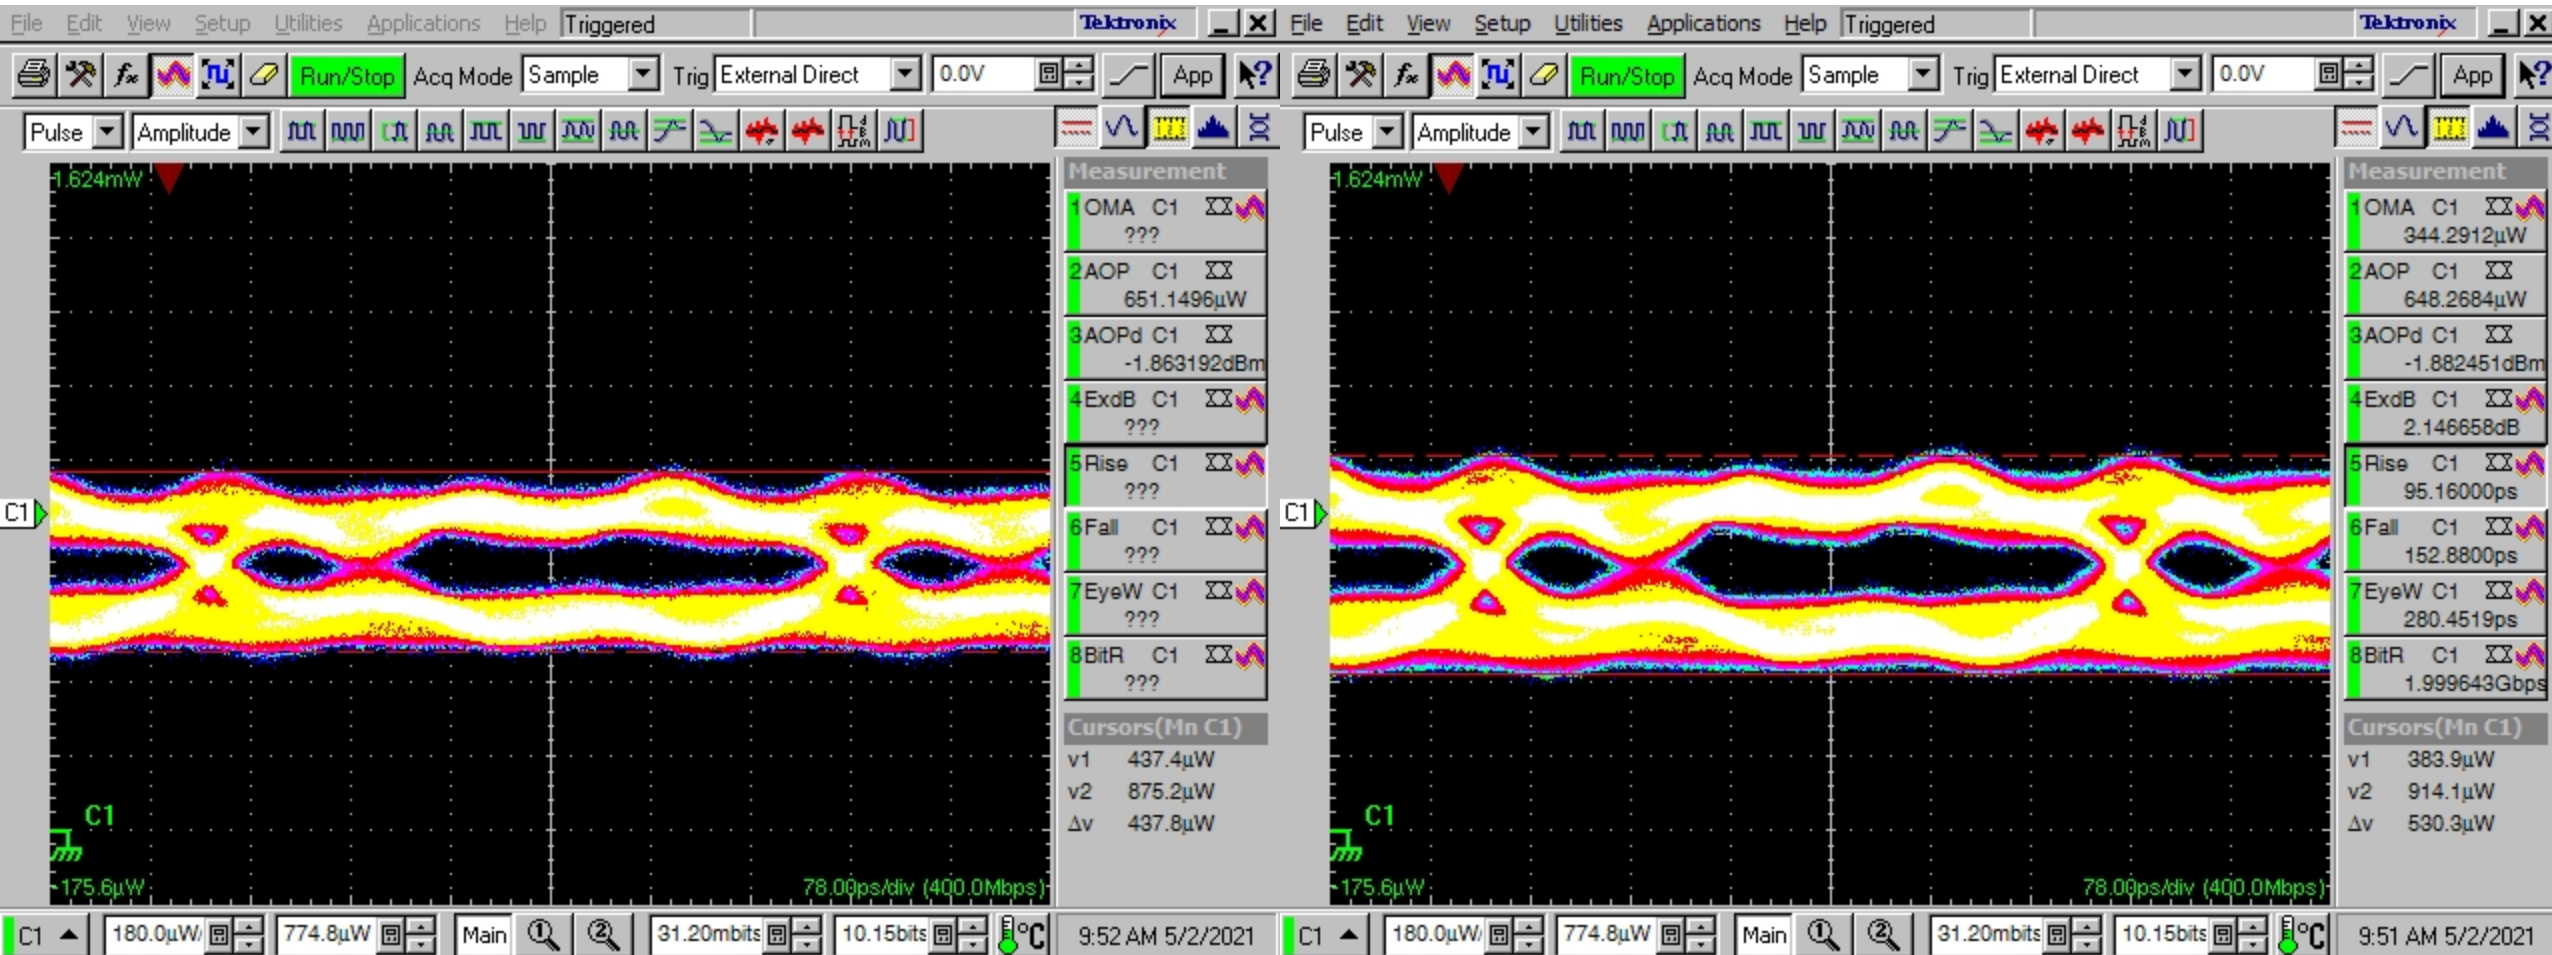 File Edit View Setup Utilities Applications Help Triggered Tektronix
Run/Stop Acq Mode Sample Trig External Direct 0.0V App
Pulse Amplitude
1.624mW
Measurement
1 OMA C1
???
2 AOP C1
651.1496µW
3 AOPd C1
-1.863192dBm
4 ExdB C1
???
5 Rise C1
???
6 Fall C1
???
7 EyeW C1
???
8 BitR C1
???
C1
Cursors(Mn C1)
v1 437.4µW
v2 875.2µW
Δv 437.8µW
C1
-175.6µW 78.00ps/div (400.0Mbps)
C1 180.0µW/ 774.8µW Main 1 2 31.20mbits 10.15bits °C 9:52 AM 5/2/2021
File Edit View Setup Utilities Applications Help Triggered Tektronix
Run/Stop Acq Mode Sample Trig External Direct 0.0V App
Pulse Amplitude
1.624mW
Measurement
1 OMA C1
344.2912µW
2 AOP C1
648.2684µW
3 AOPd C1
-1.882451dBm
4 ExdB C1
2.146658dB
5 Rise C1
95.16000ps
6 Fall C1
152.8800ps
7 EyeW C1
280.4519ps
8 BitR C1
1.999643Gbps
C1
Cursors(Mn C1)
v1 383.9µW
v2 914.1µW
Δv 530.3µW
C1
-175.6µW 78.00ps/div (400.0Mbps)
C1 180.0µW/ 774.8µW Main 1 2 31.20mbits 10.15bits °C 9:51 AM 5/2/2021